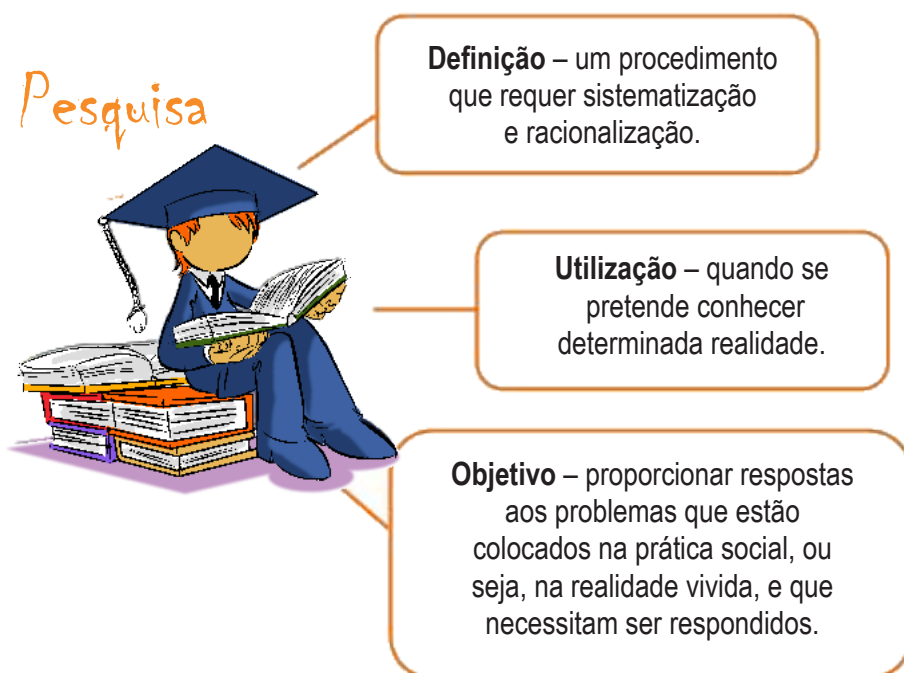 Pesquisa
Definição – um procedimento
que requer sistematização
e racionalização.
Utilização – quando se
pretende conhecer
determinada realidade.
Objetivo – proporcionar respostas
aos problemas que estão
colocados na prática social, ou
seja, na realidade vivida, e que
necessitam ser respondidos.